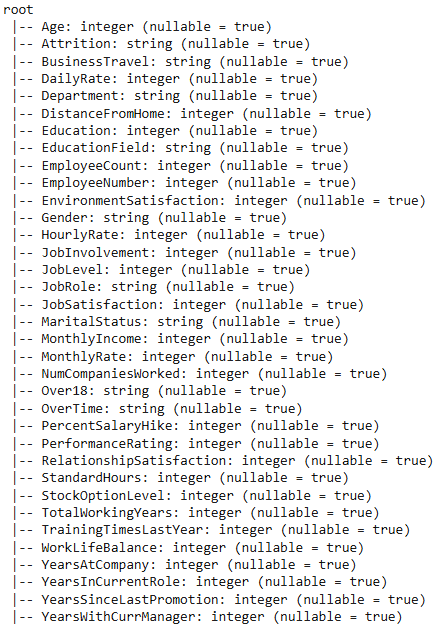 root
 |-- Age: integer (nullable = true)
 |-- Attrition: string (nullable = true)
 |-- BusinessTravel: string (nullable = true)
 |-- DailyRate: integer (nullable = true)
 |-- Department: string (nullable = true)
 |-- DistanceFromHome: integer (nullable = true)
 |-- Education: integer (nullable = true)
 |-- EducationField: string (nullable = true)
 |-- EmployeeCount: integer (nullable = true)
 |-- EmployeeNumber: integer (nullable = true)
 |-- EnvironmentSatisfaction: integer (nullable = true)
 |-- Gender: string (nullable = true)
 |-- HourlyRate: integer (nullable = true)
 |-- JobInvolvement: integer (nullable = true)
 |-- JobLevel: integer (nullable = true)
 |-- JobRole: string (nullable = true)
 |-- JobSatisfaction: integer (nullable = true)
 |-- MaritalStatus: string (nullable = true)
 |-- MonthlyIncome: integer (nullable = true)
 |-- MonthlyRate: integer (nullable = true)
 |-- NumCompaniesWorked: integer (nullable = true)
 |-- Over18: string (nullable = true)
 |-- OverTime: string (nullable = true)
 |-- PercentSalaryHike: integer (nullable = true)
 |-- PerformanceRating: integer (nullable = true)
 |-- RelationshipSatisfaction: integer (nullable = true)
 |-- StandardHours: integer (nullable = true)
 |-- StockOptionLevel: integer (nullable = true)
 |-- TotalWorkingYears: integer (nullable = true)
 |-- TrainingTimesLastYear: integer (nullable = true)
 |-- WorkLifeBalance: integer (nullable = true)
 |-- YearsAtCompany: integer (nullable = true)
 |-- YearsInCurrentRole: integer (nullable = true)
 |-- YearsSinceLastPromotion: integer (nullable = true)
 |-- YearsWithCurrManager: integer (nullable = true)